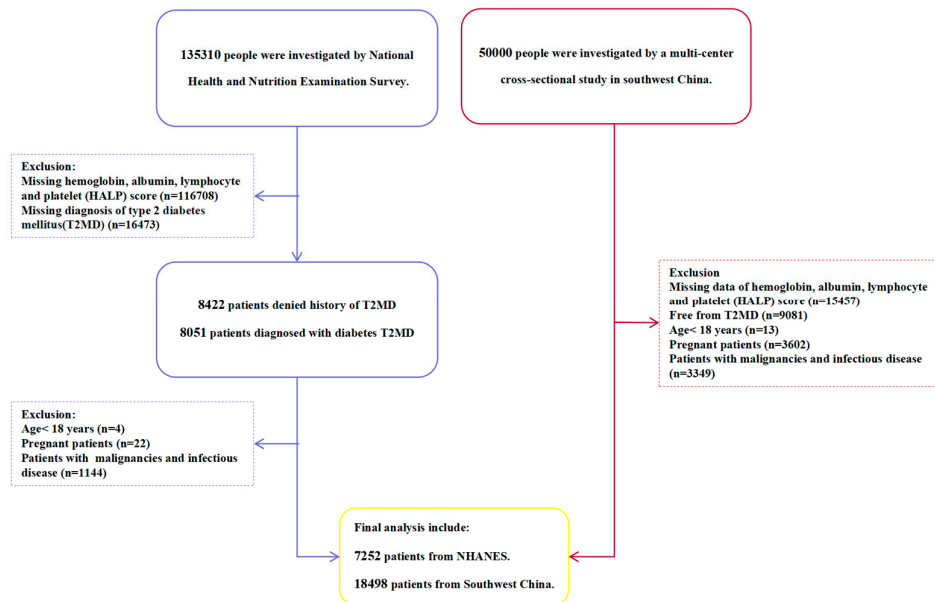 135310 people were investigated by National
Health and Nutrition Examination Survey.
50000 people were investigated by a multi-center
cross-sectional study in southwest China.
Exclusion:
Missing hemoglobin, albumin, lymphocyte
and platelet (HALP) score (n=116708)
Missing diagnosis of type 2 diabetes
mellitus(T2MD) (n=16473)
8422 patients denied history of T2MD
8051 patients diagnosed with diabetes T2MD
Exclusion
Missing data of hemoglobin, albumin, lymphocyte
and platelet (HALP) score (n=15457)
Free from T2MD (n=9081)
Age< 18 years (n=13)
Pregnant patients (n=3602)
Patients with malignancies and infectious disease
(n=3349)
Exclusion:
Age< 18 years (n=4)
Pregnant patients (n=22)
Patients with malignancies and infectious
disease (n=1144)
Final analysis include:
7252 patients from NHANES.
18498 patients from Southwest China.